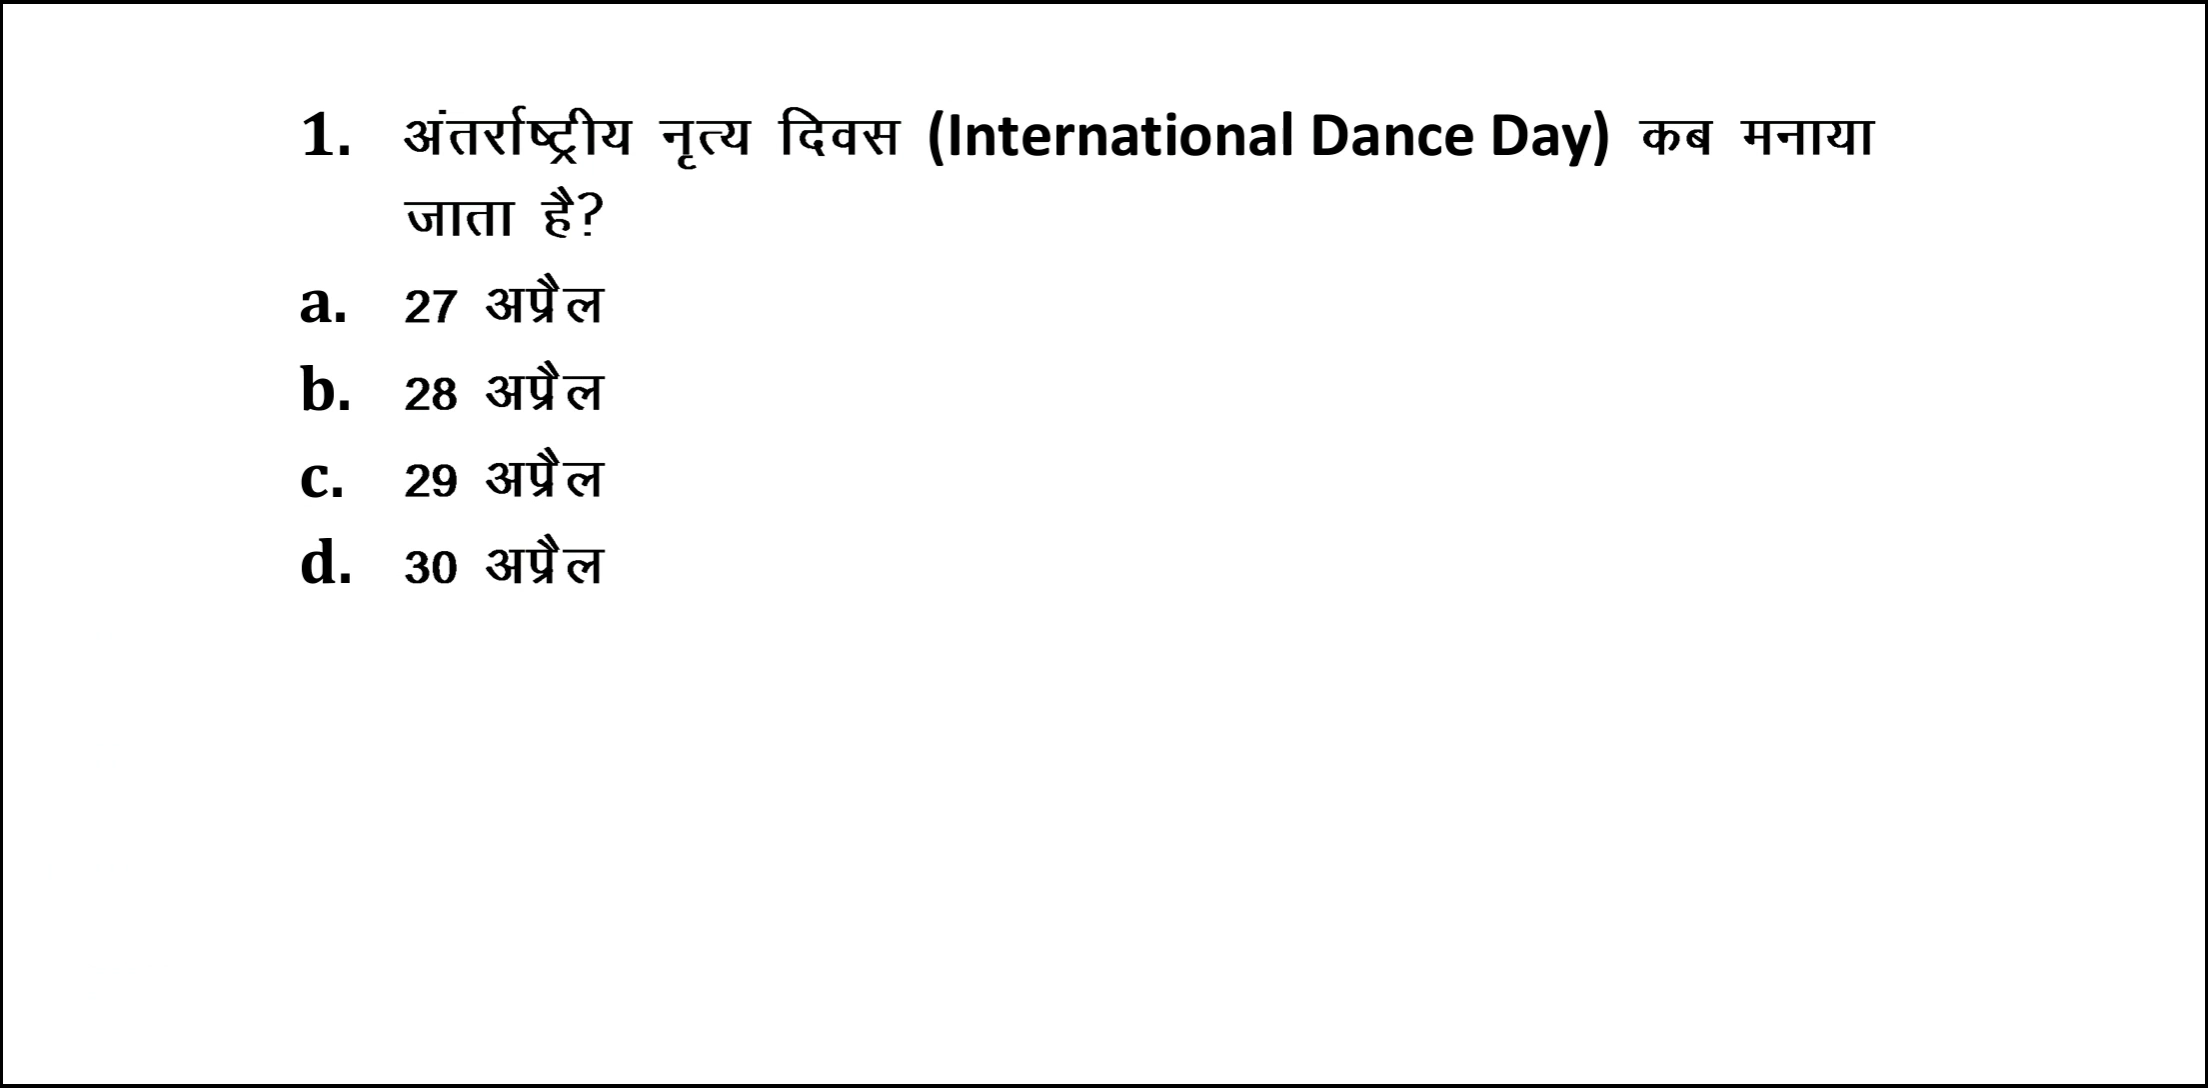 1. अंतर्राष्ट्रीय नृत्य दिवस (International Dance Day) कब मनाया
जाता है?
a. 27 अप्रैल
b. 28 अप्रैल
c. 29 अप्रैल
d. 30 अप्रैल